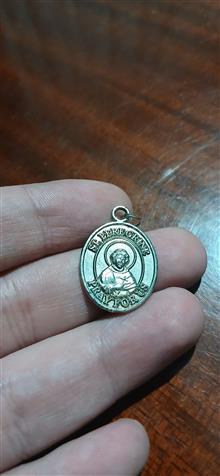 ST. PEREGRINE
PRAY FOR US